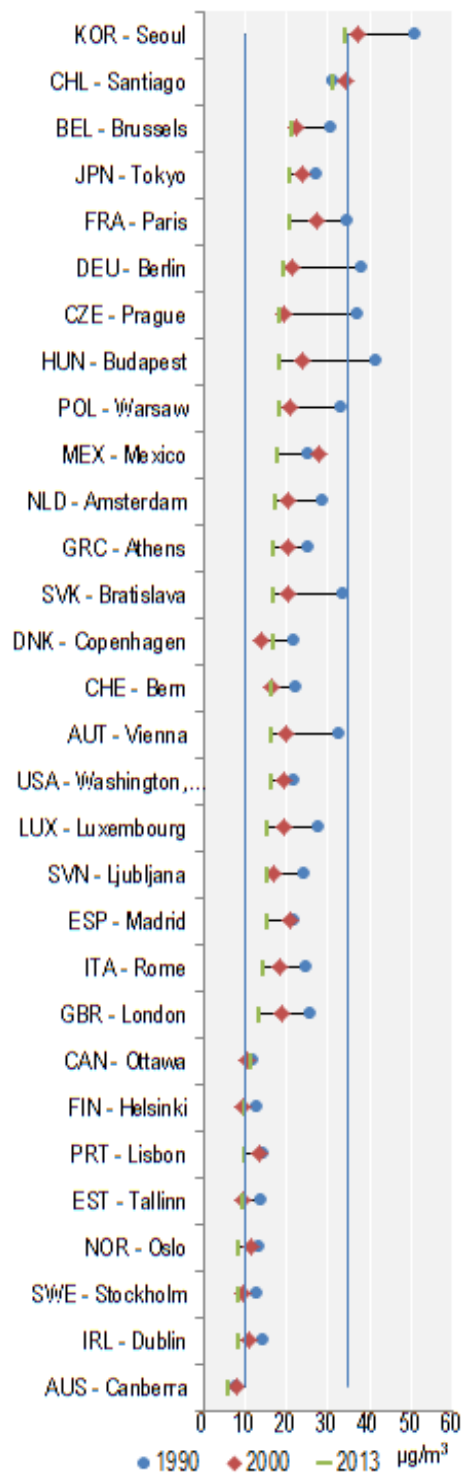 KOR - Seoul
CHL - Santiago
BEL - Brussels
JPN - Tokyo
FRA - Paris
DEU - Berlin
CZE - Prague
HUN - Budapest
POL - Warsaw
MEX - Mexico
NLD - Amsterdam
GRC - Athens
SVK - Bratislava
DNK - Copenhagen
CHE - Bern
AUT - Vienna
USA - Washington,...
LUX - Luxembourg
SVN - Ljubljana
ESP - Madrid
ITA - Rome
GBR - London
CAN - Ottawa
FIN - Helsinki
PRT - Lisbon
EST - Tallinn
NOR - Oslo
SWE - Stockholm
IRL - Dublin
AUS - Canberra
0 10 20 30 40 50 60
µg/m³
1990 2000 2013